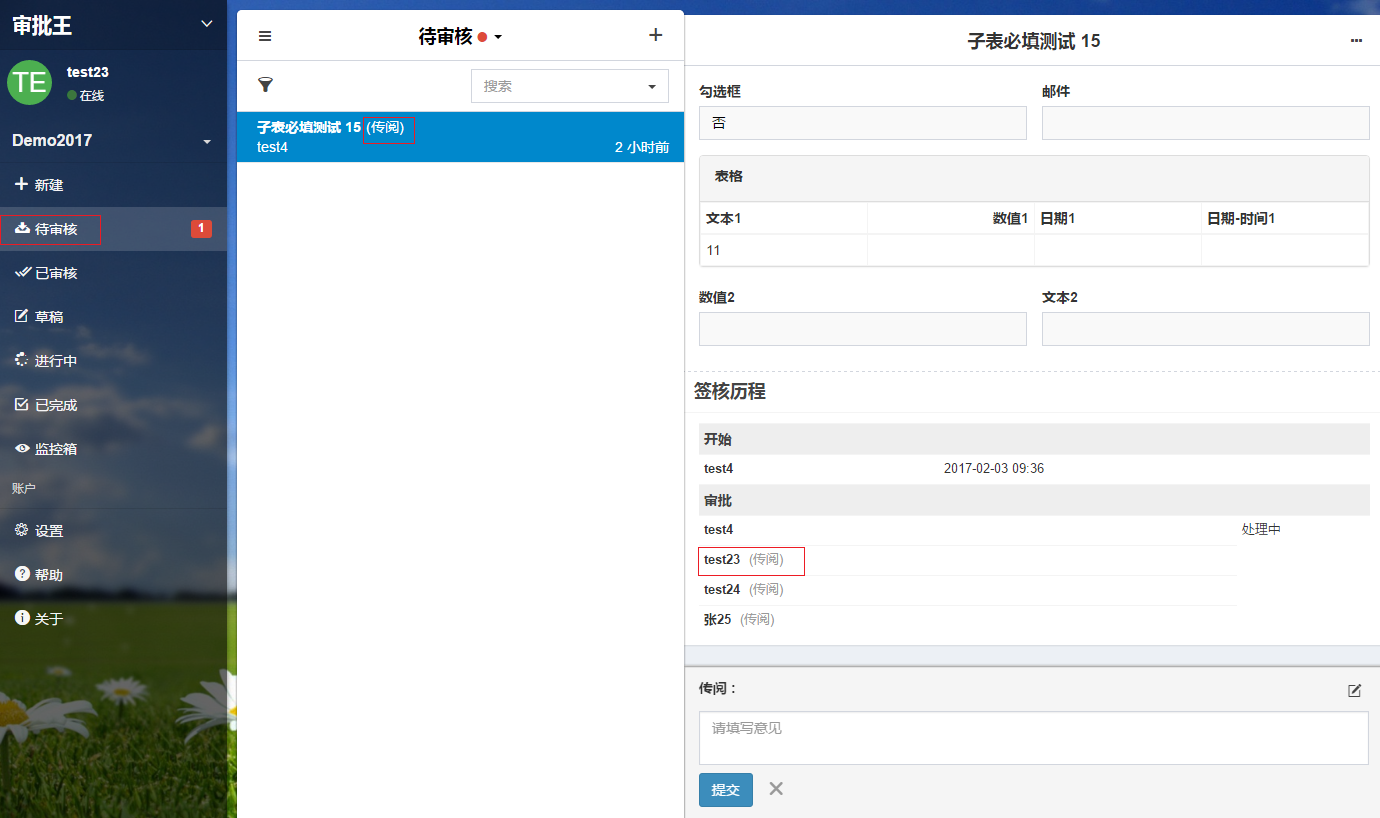 审批王
TE
test23
在线
Demo2017
新建
待审核
1
已审核
草稿
进行中
已完成
监控箱
账户
设置
帮助
关于
待审核
搜索
子表必填测试 15 (传阅)
test4
2 小时前
子表必填测试 15
勾选框
邮件
否
表格
文本1 数值1 日期1 日期-时间1
11
数值2
文本2
签核历程
开始
test4 2017-02-03 09:36
审批
test4 处理中
test23 (传阅)
test24 (传阅)
张25 (传阅)
传阅：
请填写意见
提交